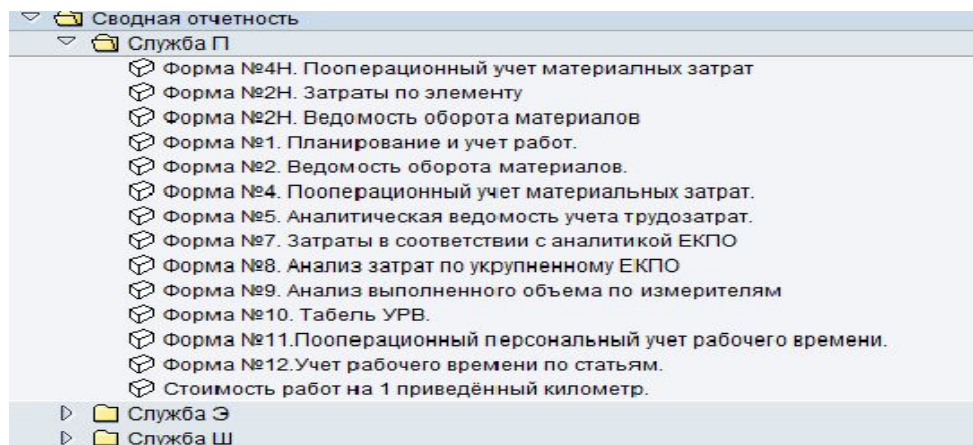 Сводная отчетность
Служба П
Форма №4Н. Пооперационный учет материалных затрат
Форма №2Н. Затраты по элементу
Форма №2Н. Ведомость оборота материалов
Форма №1. Планирование и учет работ.
Форма №2. Ведомость оборота материалов.
Форма №4. Пооперационный учет материальных затрат.
Форма №5. Аналитическая ведомость учета трудозатрат.
Форма №7. Затраты в соответствии с аналитикой ЕКПО
Форма №8. Анализ затрат по укрупненному ЕКПО
Форма №9. Анализ выполненного объема по измерителям
Форма №10. Табель УРВ.
Форма №11.Пооперационный персональный учет рабочего времени.
Форма №12.Учет рабочего времени по статьям.
Стоимость работ на 1 приведённый километр.
Служба Э
Служба Ш